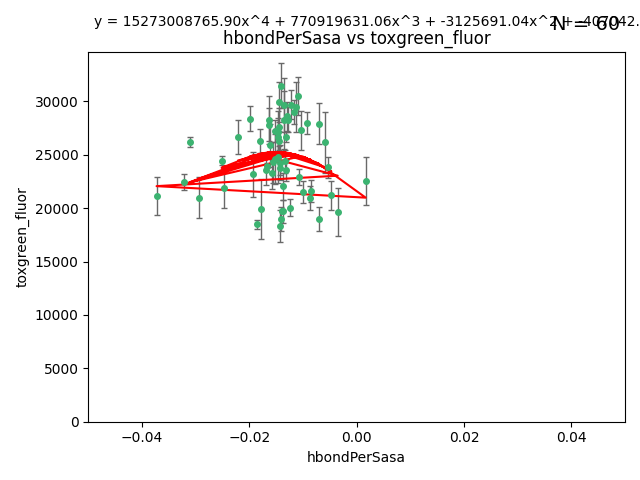 y = 15273008765.90x^4 + 770919631.06x^3 + -3125691.04x^2 + -407042.
N = 60
hbondPerSasa vs toxgreen_fluor
30000
25000
20000
15000
10000
5000
0
toxgreen_fluor
−0.04
−0.02
0.00
0.02
0.04
hbondPerSasa